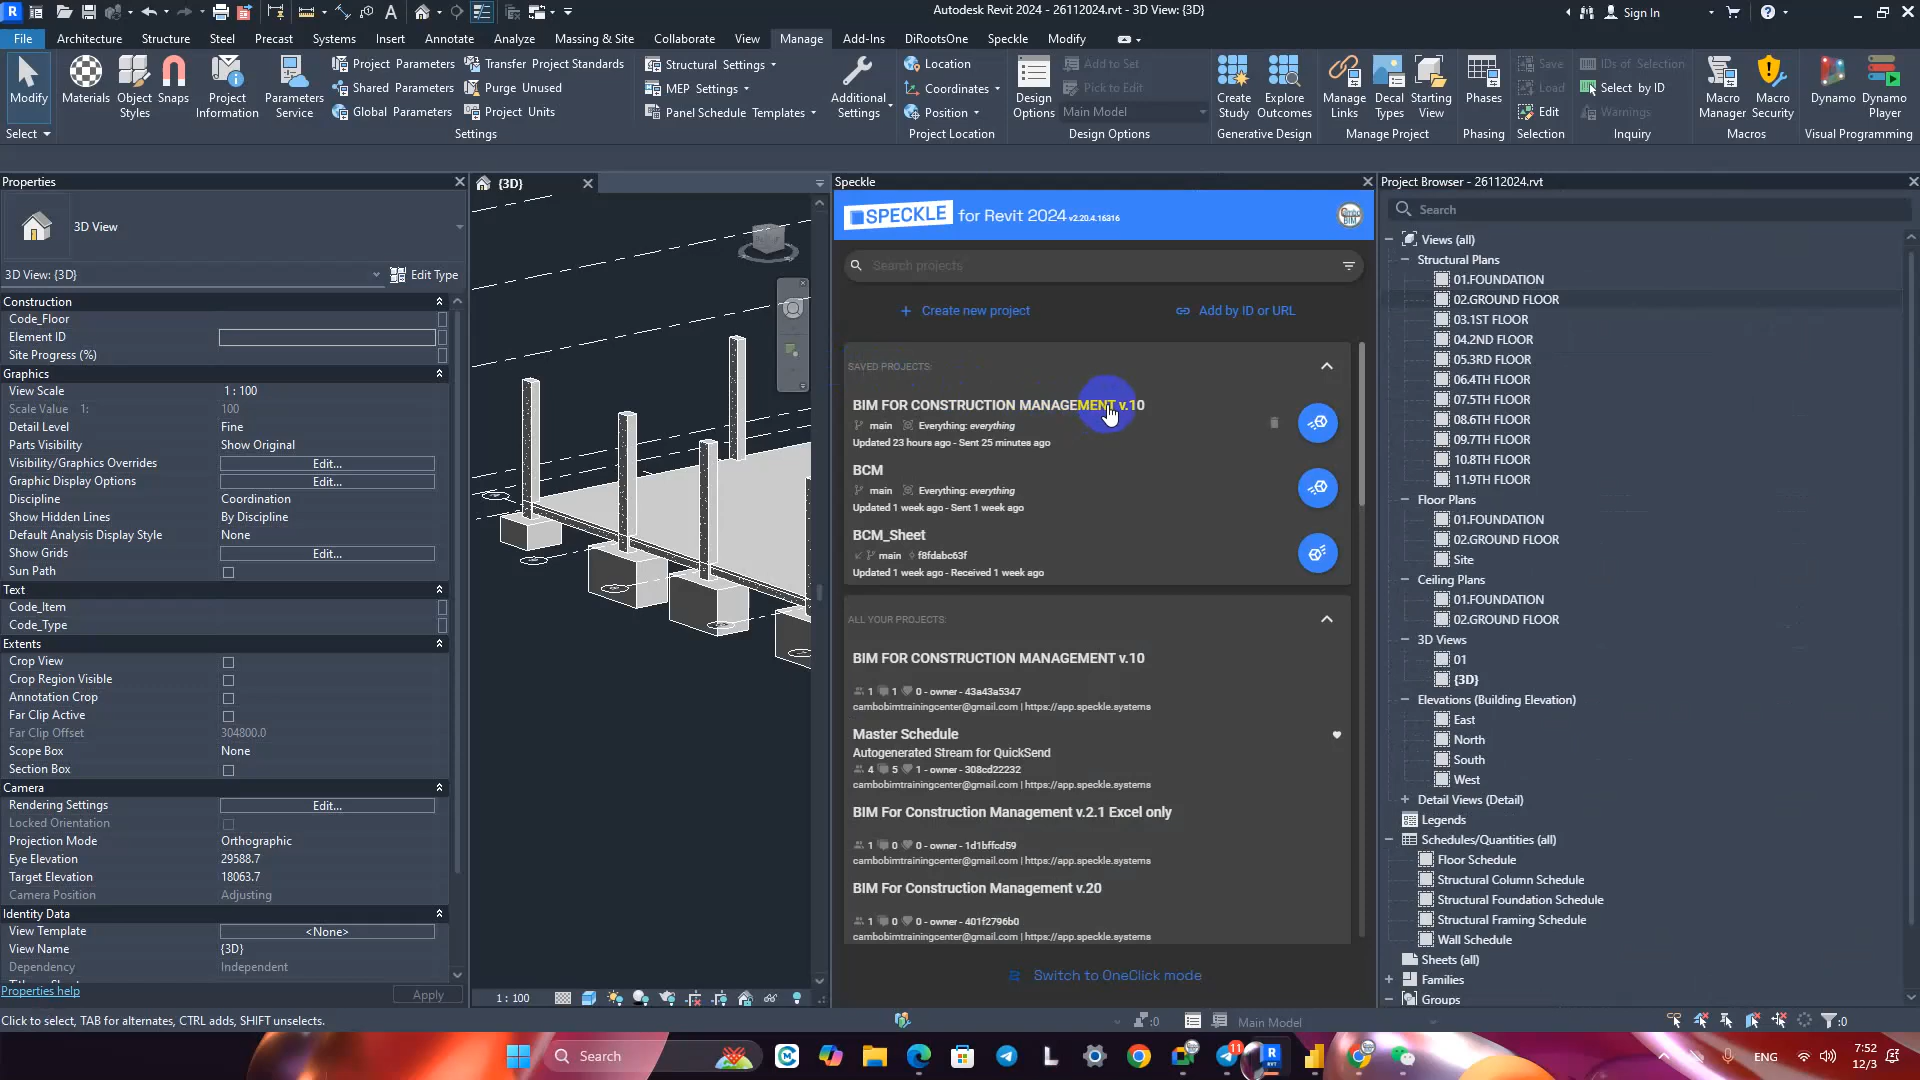 Autodesk Revit 2024 - 26112024.rvt - 3D View: {3D}
Sign In
File Architecture Structure Steel Precast Systems Insert Annotate Analyze Massing & Site Collaborate View Manage Add-Ins DiRootsOne Speckle Modify
Modify
Materials
Object Styles
Snaps
Project Information
Parameters Service
Project Parameters
Shared Parameters
Global Parameters
Transfer Project Standards
Purge Unused
Project Units
Structural Settings
MEP Settings
Panel Schedule Templates
Additional Settings
Location
Coordinates
Position
Design Options
Add to Set
Pick to Edit
Main Model
Create Study
Explore Outcomes
Manage Links
Decal Types
Starting View
Phases
Save
Load
Edit
IDs of Selection
Select by ID
Warnings
Macro Manager
Macro Security
Dynamo
Dynamo Player
Select
Settings
Project Location
Design Options
Generative Design
Manage Project
Phasing
Selection
Inquiry
Macros
Visual Programming
Properties
3D View
3D View: {3D}
Edit Type
Construction
Code_Floor
Element ID
Site Progress (%)
Graphics
View Scale 1 : 100
Scale Value 1: 100
Detail Level Fine
Parts Visibility Show Original
Visibility/Graphics Overrides Edit...
Graphic Display Options Edit...
Discipline Coordination
Show Hidden Lines By Discipline
Default Analysis Display Style None
Show Grids Edit...
Sun Path
Text
Code_Item
Code_Type
Extents
Crop View
Crop Region Visible
Annotation Crop
Far Clip Active
Far Clip Offset 304800.0
Scope Box None
Section Box
Camera
Rendering Settings Edit...
Locked Orientation
Projection Mode Orthographic
Eye Elevation 29588.7
Target Elevation 18063.7
Camera Position Adjusting
Identity Data
View Template <None>
View Name {3D}
Dependency Independent
Properties help
Apply
{3D}
1 : 100
Speckle
SPECKLE for Revit 2024 v2.20.4.16316
Search projects
Create new project
Add by ID or URL
SAVED PROJECTS:
BIM FOR CONSTRUCTION MANAGEMENT v.10
main Everything: everything
Updated 23 hours ago - Sent 25 minutes ago
BCM
main Everything: everything
Updated 1 week ago - Sent 1 week ago
BCM_Sheet
main f8fdabc63f
Updated 1 week ago - Received 1 week ago
ALL YOUR PROJECTS:
BIM FOR CONSTRUCTION MANAGEMENT v.10
1 1 0 - owner - 43a43a5347
cambobimtrainingcenter@gmail.com | https://app.speckle.systems
Master Schedule
Autogenerated Stream for QuickSend
4 5 1 - owner - 308cd22232
cambobimtrainingcenter@gmail.com | https://app.speckle.systems
BIM For Construction Management v.2.1 Excel only
1 0 0 - owner - 1d1bffcd59
cambobimtrainingcenter@gmail.com | https://app.speckle.systems
BIM For Construction Management v.20
1 0 0 - owner - 401f2796b0
cambobimtrainingcenter@gmail.com | https://app.speckle.systems
Switch to OneClick mode
Project Browser - 26112024.rvt
Search
Views (all)
Structural Plans
01.FOUNDATION
02.GROUND FLOOR
03.1ST FLOOR
04.2ND FLOOR
05.3RD FLOOR
06.4TH FLOOR
07.5TH FLOOR
08.6TH FLOOR
09.7TH FLOOR
10.8TH FLOOR
11.9TH FLOOR
Floor Plans
01.FOUNDATION
02.GROUND FLOOR
Site
Ceiling Plans
01.FOUNDATION
02.GROUND FLOOR
3D Views
01
{3D}
Elevations (Building Elevation)
East
North
South
West
Detail Views (Detail)
Legends
Schedules/Quantities (all)
Floor Schedule
Structural Column Schedule
Structural Foundation Schedule
Structural Framing Schedule
Wall Schedule
Sheets (all)
Families
Groups
Click to select, TAB for alternates, CTRL adds, SHIFT unselects.
:0
Main Model
:0
Search
11
ENG
7:52
12/3